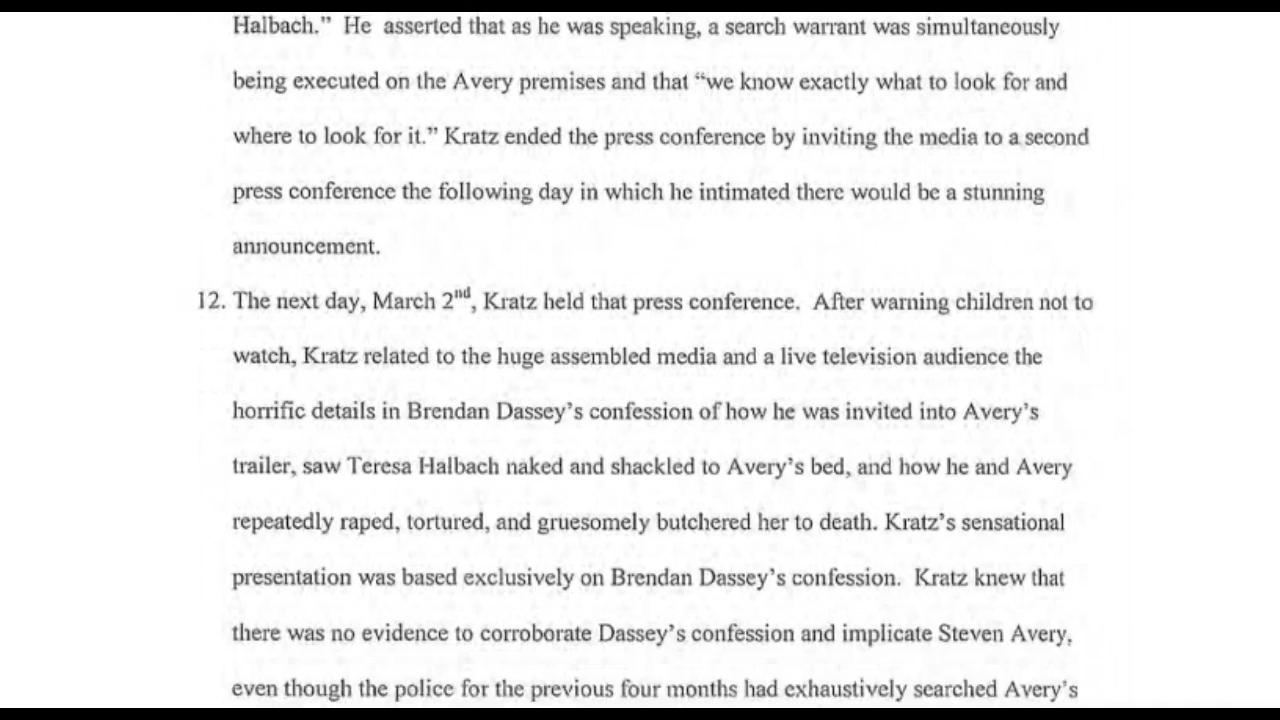 Halbach.” He asserted that as he was speaking, a search warrant was simultaneously
being executed on the Avery premises and that “we know exactly what to look for and
where to look for it.” Kratz ended the press conference by inviting the media to a second
press conference the following day in which he intimated there would be a stunning
announcement.
12. The next day, March 2nd, Kratz held that press conference. After warning children not to
watch, Kratz related to the huge assembled media and a live television audience the
horrific details in Brendan Dassey’s confession of how he was invited into Avery’s
trailer, saw Teresa Halbach naked and shackled to Avery’s bed, and how he and Avery
repeatedly raped, tortured, and gruesomely butchered her to death. Kratz’s sensational
presentation was based exclusively on Brendan Dassey’s confession. Kratz knew that
there was no evidence to corroborate Dassey’s confession and implicate Steven Avery,
even though the police for the previous four months had exhaustively searched Avery’s